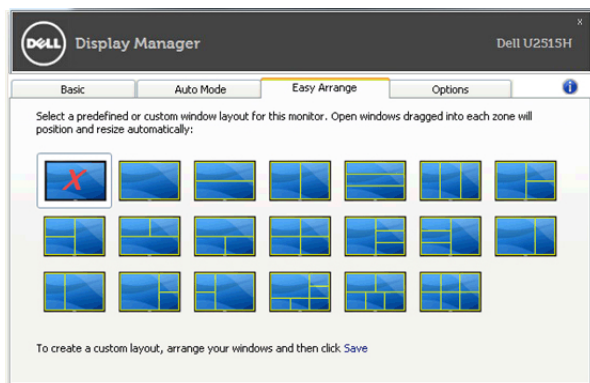 x
DELL Display Manager Dell U2515H
Basic Auto Mode Easy Arrange Options i
Select a predefined or custom window layout for this monitor. Open windows dragged into each zone will
position and resize automatically:
X
To create a custom layout, arrange your windows and then click Save